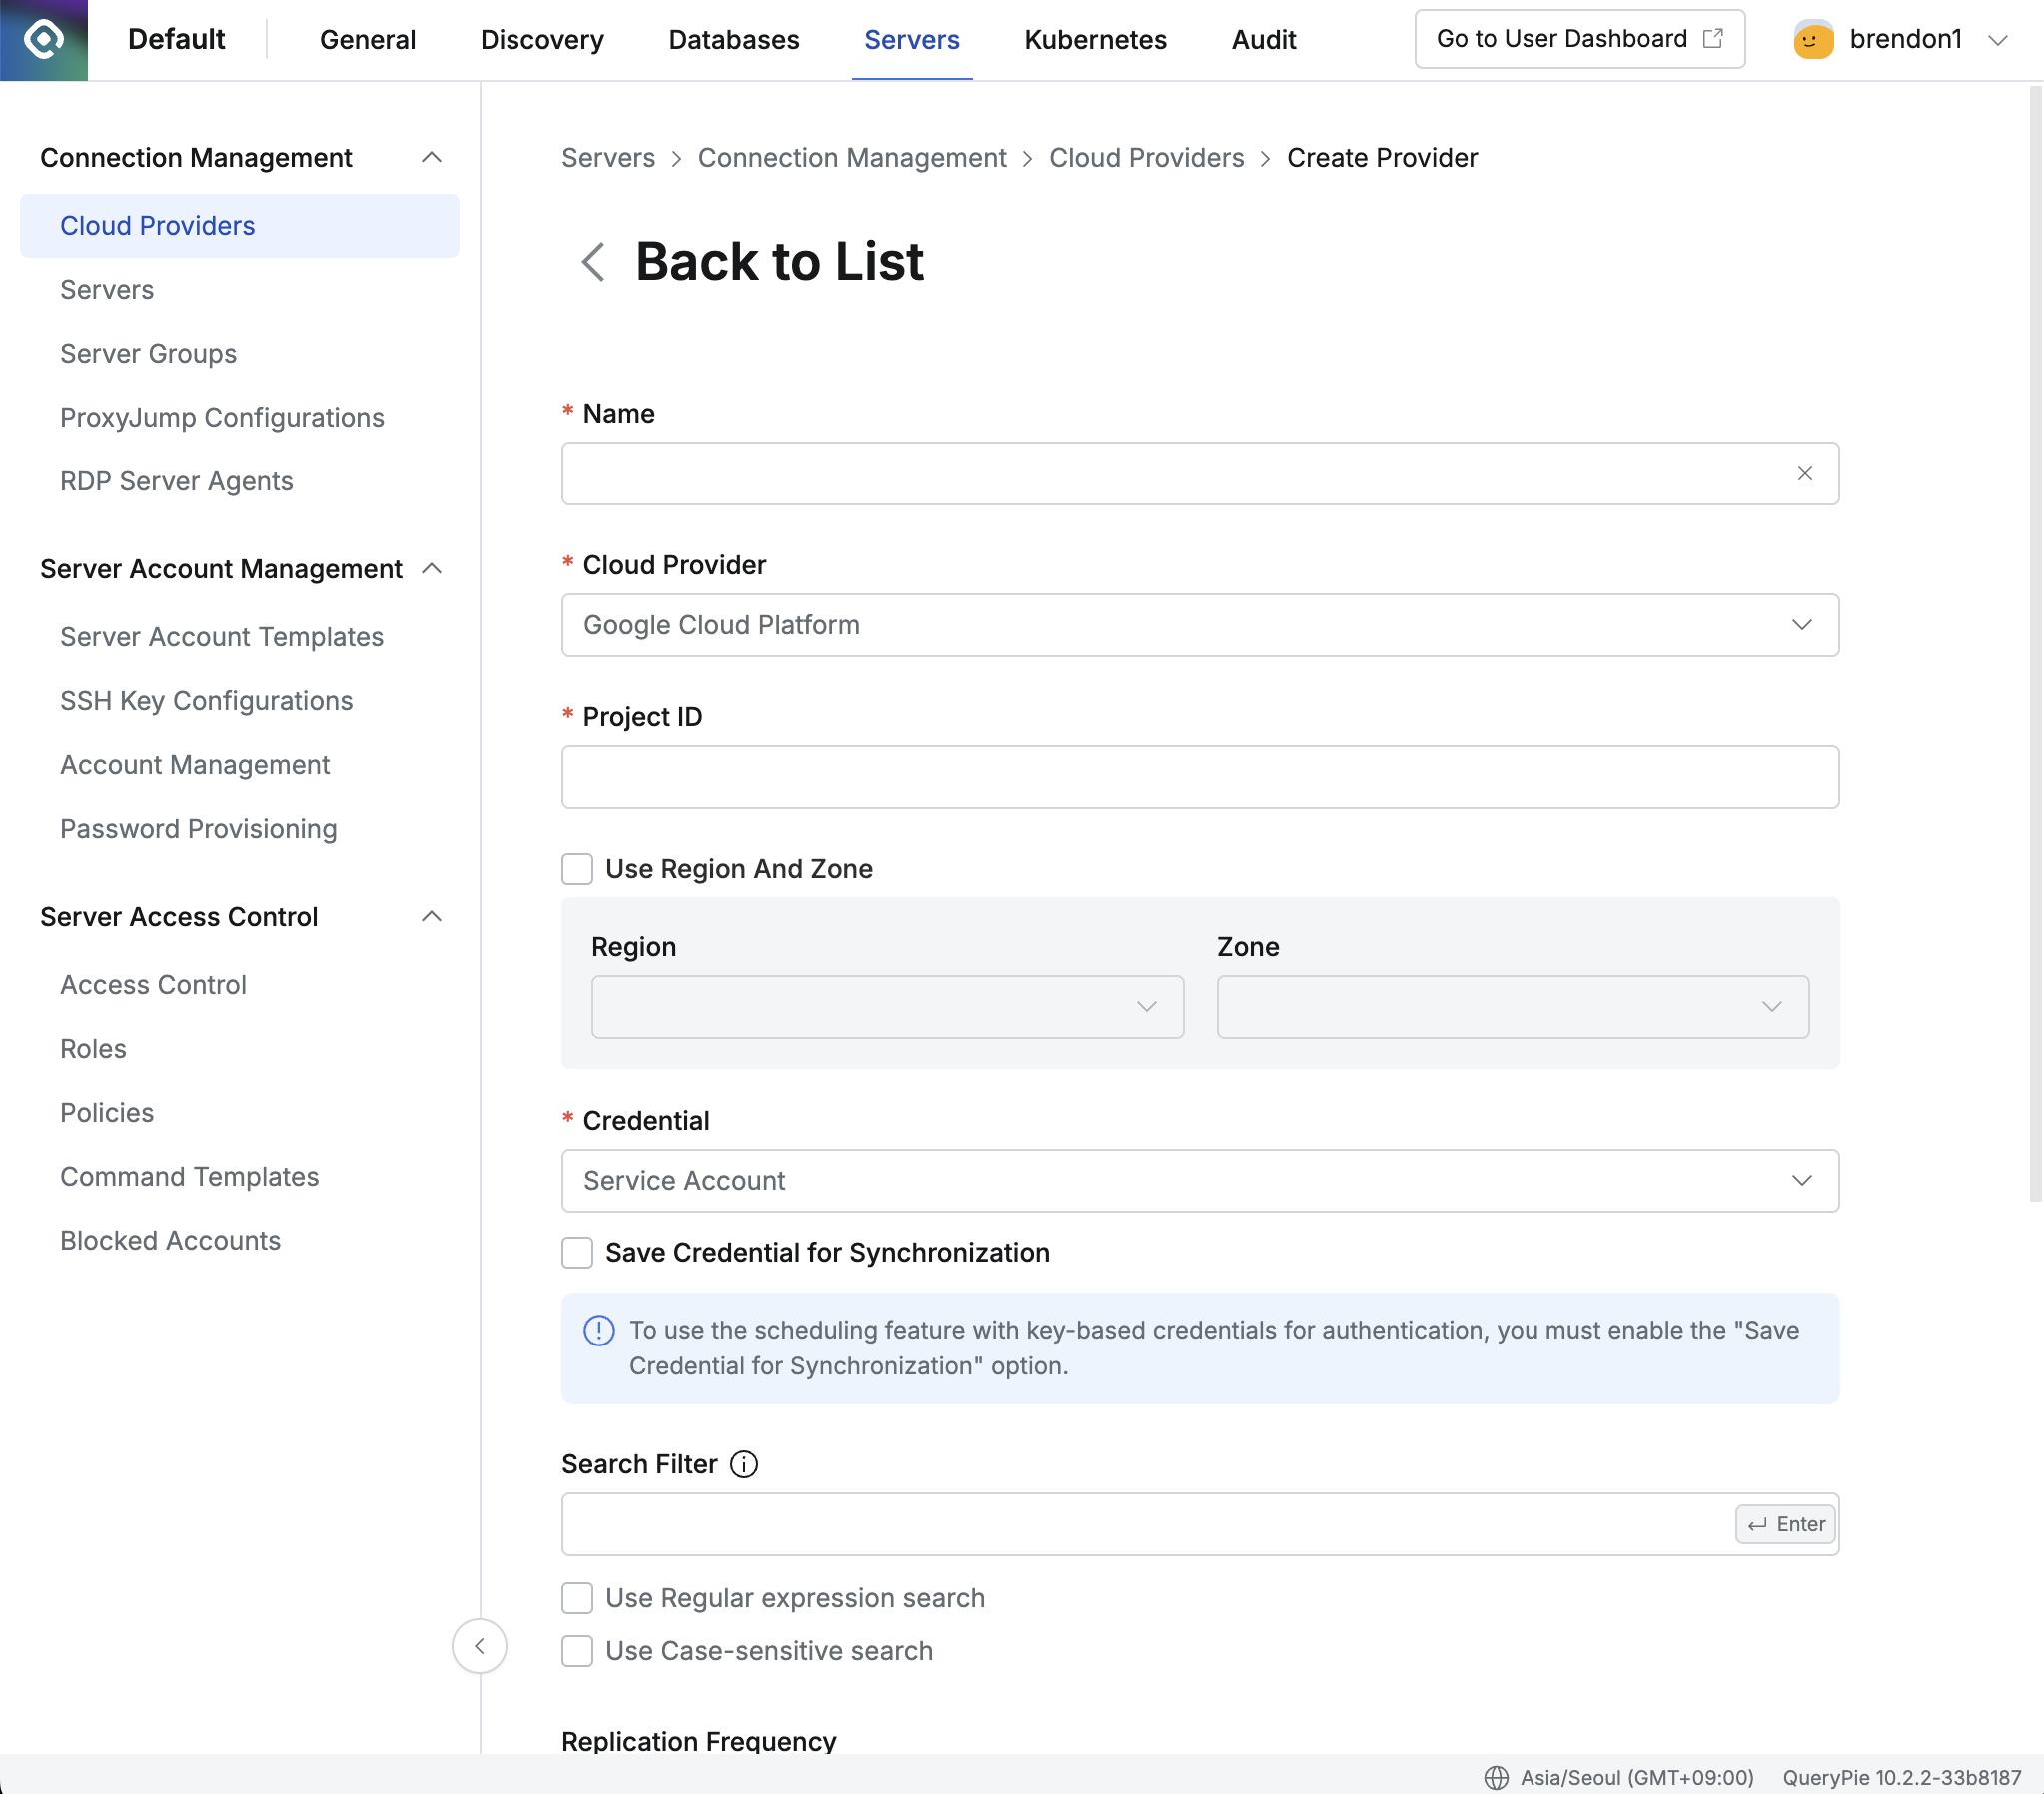 Default
General
Discovery
Databases
Servers
Kubernetes
Audit
Go to User Dashboard
brendon1
Connection Management
Cloud Providers
Servers
Server Groups
ProxyJump Configurations
RDP Server Agents
Server Account Management
Server Account Templates
SSH Key Configurations
Account Management
Password Provisioning
Server Access Control
Access Control
Roles
Policies
Command Templates
Blocked Accounts
Servers > Connection Management > Cloud Providers > Create Provider
Back to List
* Name
* Cloud Provider
Google Cloud Platform
* Project ID
Use Region And Zone
Region
Zone
* Credential
Service Account
Save Credential for Synchronization
To use the scheduling feature with key-based credentials for authentication, you must enable the "Save
Credential for Synchronization" option.
Search Filter
Enter
Use Regular expression search
Use Case-sensitive search
Replication Frequency
Asia/Seoul (GMT+09:00)
QueryPie 10.2.2-33b8187